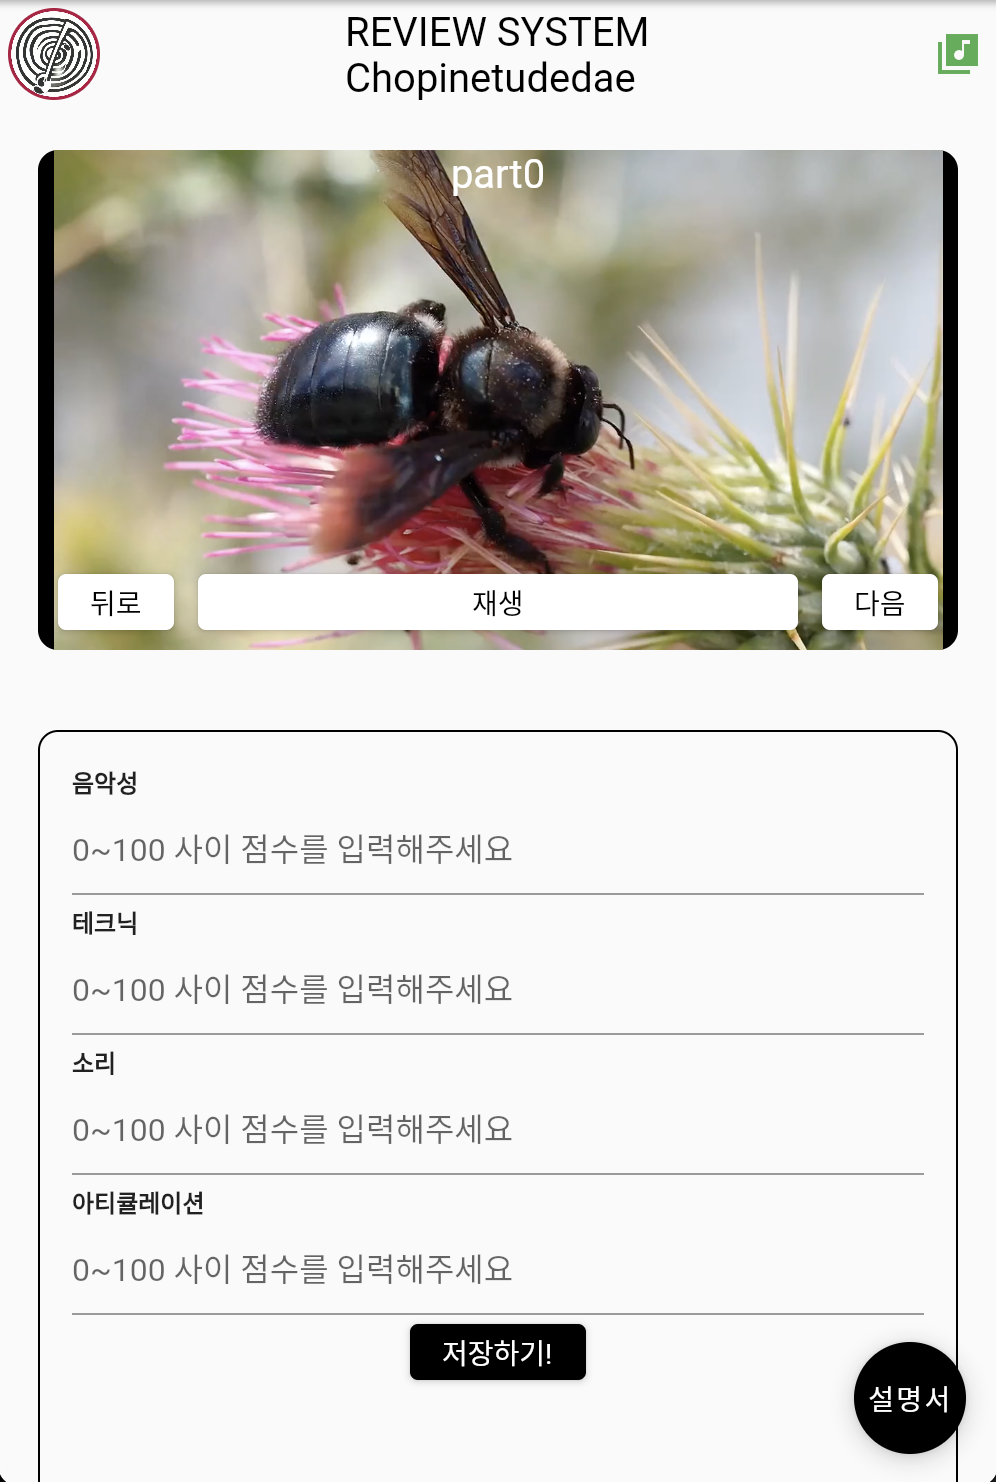 REVIEW SYSTEM
Chopinetudedae
part0
뒤로
재생
다음
음악성
0~100 사이 점수를 입력해주세요
테크닉
0~100 사이 점수를 입력해주세요
소리
0~100 사이 점수를 입력해주세요
아티큘레이션
0~100 사이 점수를 입력해주세요
저장하기!
설명서